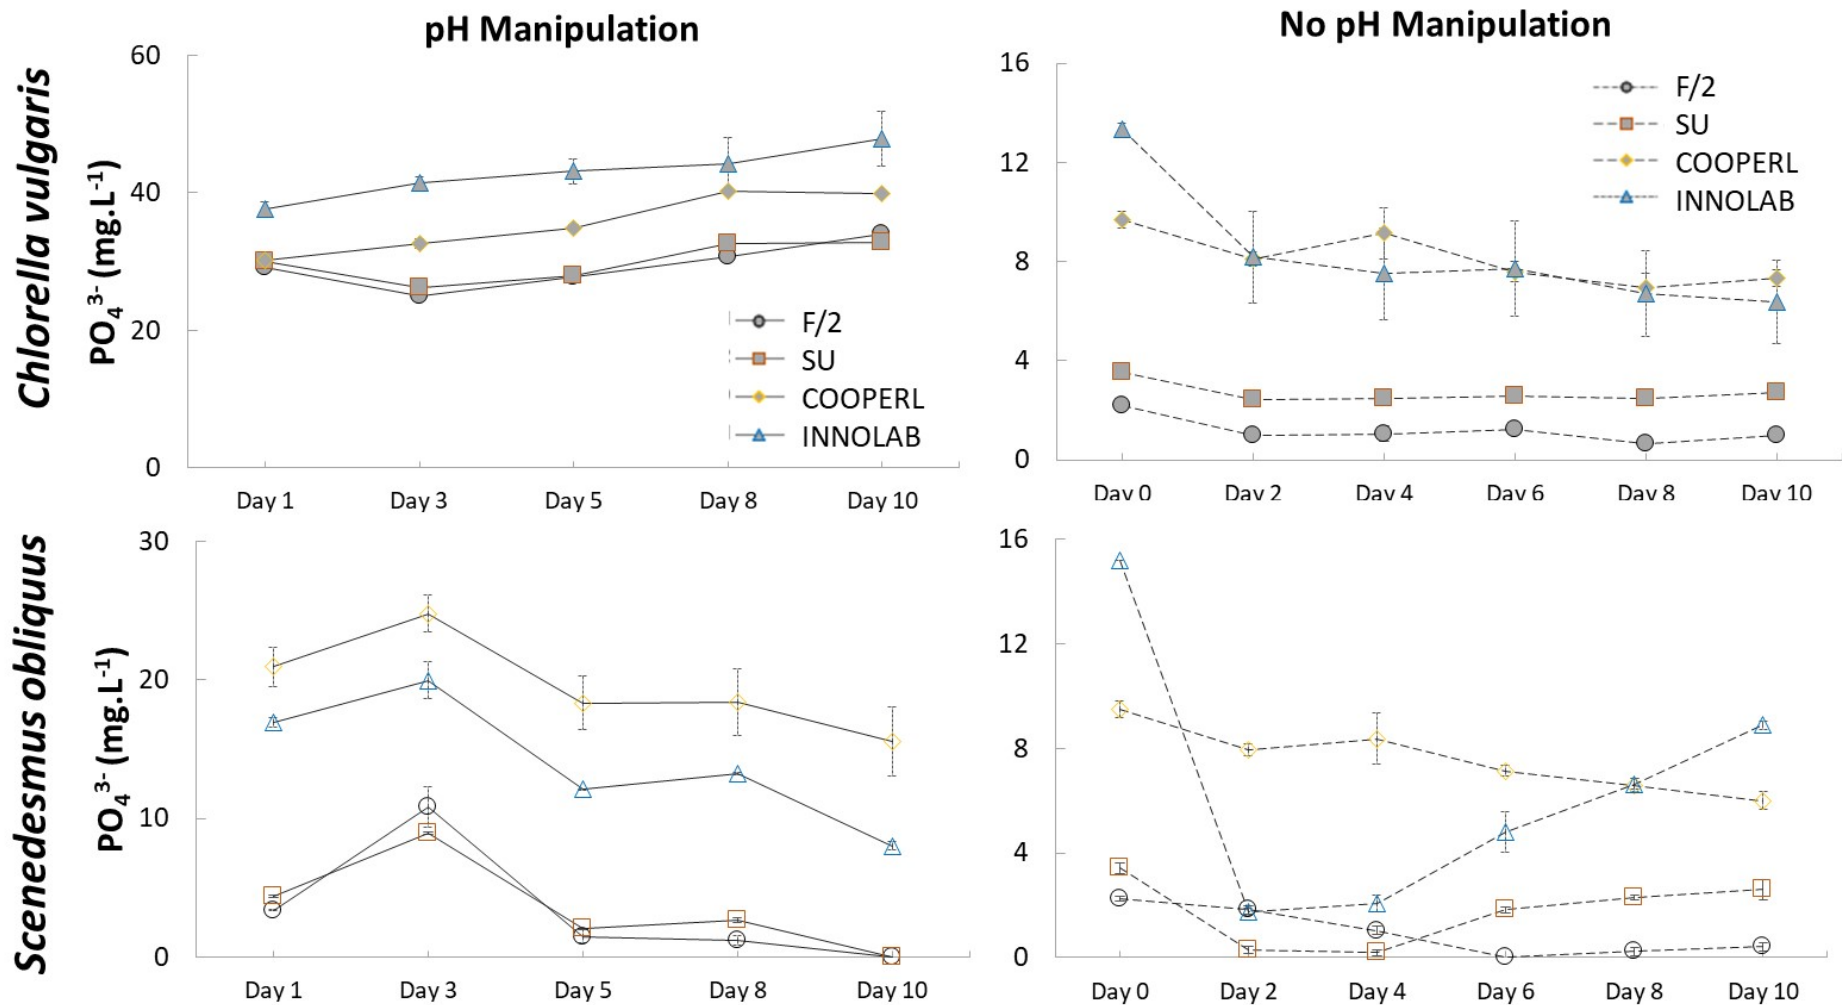 pH Manipulation
No pH Manipulation
Chlorella vulgaris
PO₄³⁻ (mg.L⁻¹)
60
40
20
0
F/2
SU
COOPERL
INNOLAB
Day 1 Day 3 Day 5 Day 8 Day 10
16
12
8
4
0
F/2
SU
COOPERL
INNOLAB
Day 0 Day 2 Day 4 Day 6 Day 8 Day 10
Scenedesmus obliquus
PO₄³⁻ (mg.L⁻¹)
30
20
10
0
Day 1 Day 3 Day 5 Day 8 Day 10
16
12
8
4
0
Day 0 Day 2 Day 4 Day 6 Day 8 Day 10